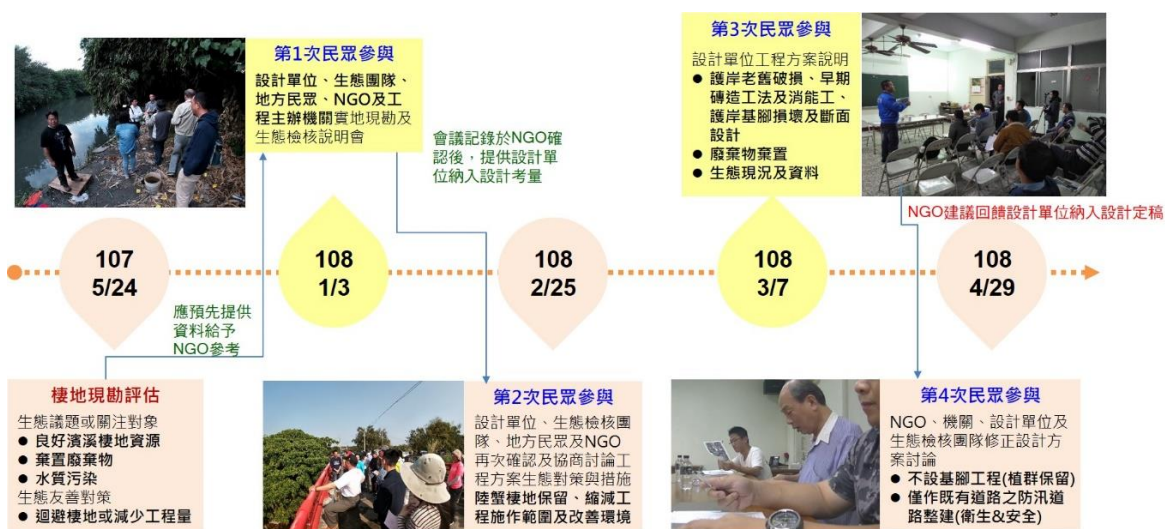 第1次民眾參與
設計單位、生態團隊、
地方民眾、NGO及工
程主辦機關實地現勘及
生態檢核說明會
會議記錄於NGO確
認後，提供設計單
位納入設計考量
第3次民眾參與
設計單位工程方案說明
● 護岸老舊破損、早期
磚造工法及消能工、
護岸基腳損壞及斷面
設計
● 廢棄物棄置
● 生態現況及資料
NGO建議回饋設計單位納入設計定稿
107
5/24
108
1/3
108
2/25
108
3/7
108
4/29
應預先提供
資料給予
NGO參考
棲地現勘評估
生態議題或關注對象
● 良好濱溪棲地資源
● 棄置廢棄物
● 水質污染
生態友善對策
● 迴避棲地或減少工程量
第2次民眾參與
設計單位、生態檢核團
隊、地方民眾及NGO
再次確認及協商討論工
程方案生態對策與措施
陸蟹棲地保留、縮減工
程施作範圍及改善環境
第4次民眾參與
NGO、機關、設計單位及
生態檢核團隊修正設計方
案討論
● 不設基腳工程(植群保留)
● 僅作既有道路之防汛道
路整建(衛生&安全)